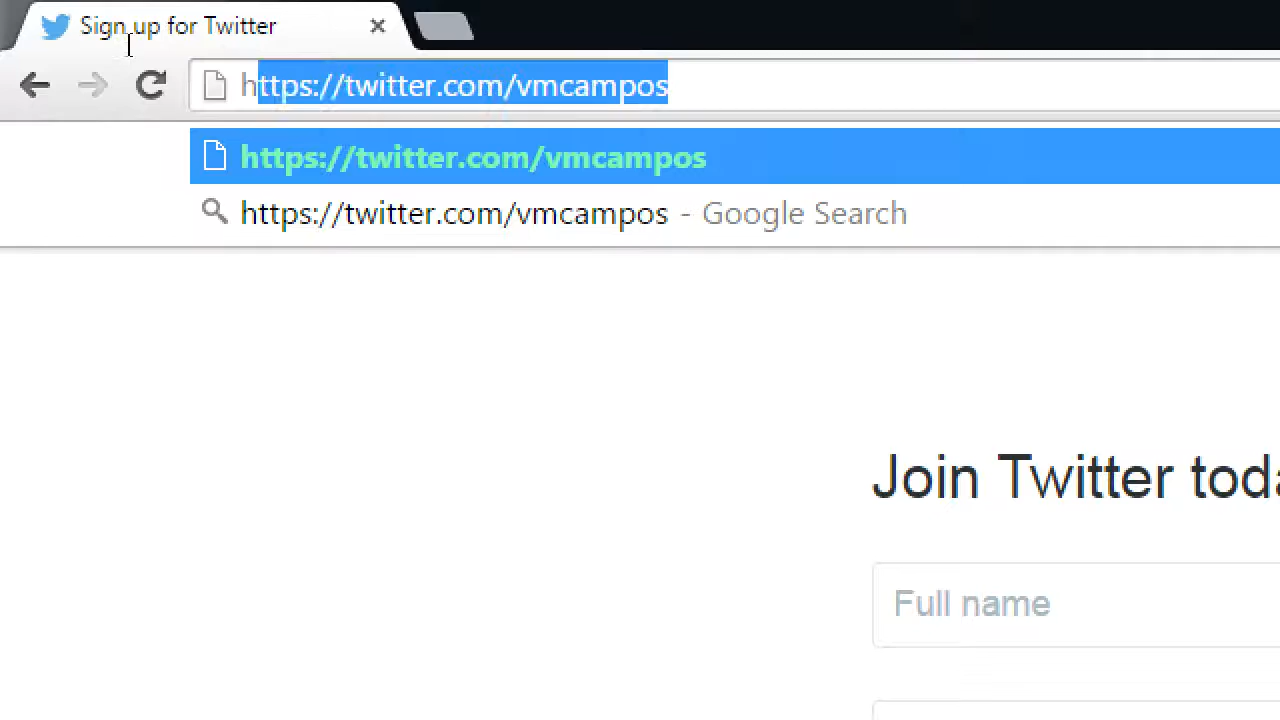 Sign up for Twitter
https://twitter.com/vmcampos
https://twitter.com/vmcampos
https://twitter.com/vmcampos - Google Search
Join Twitter toda
Full name